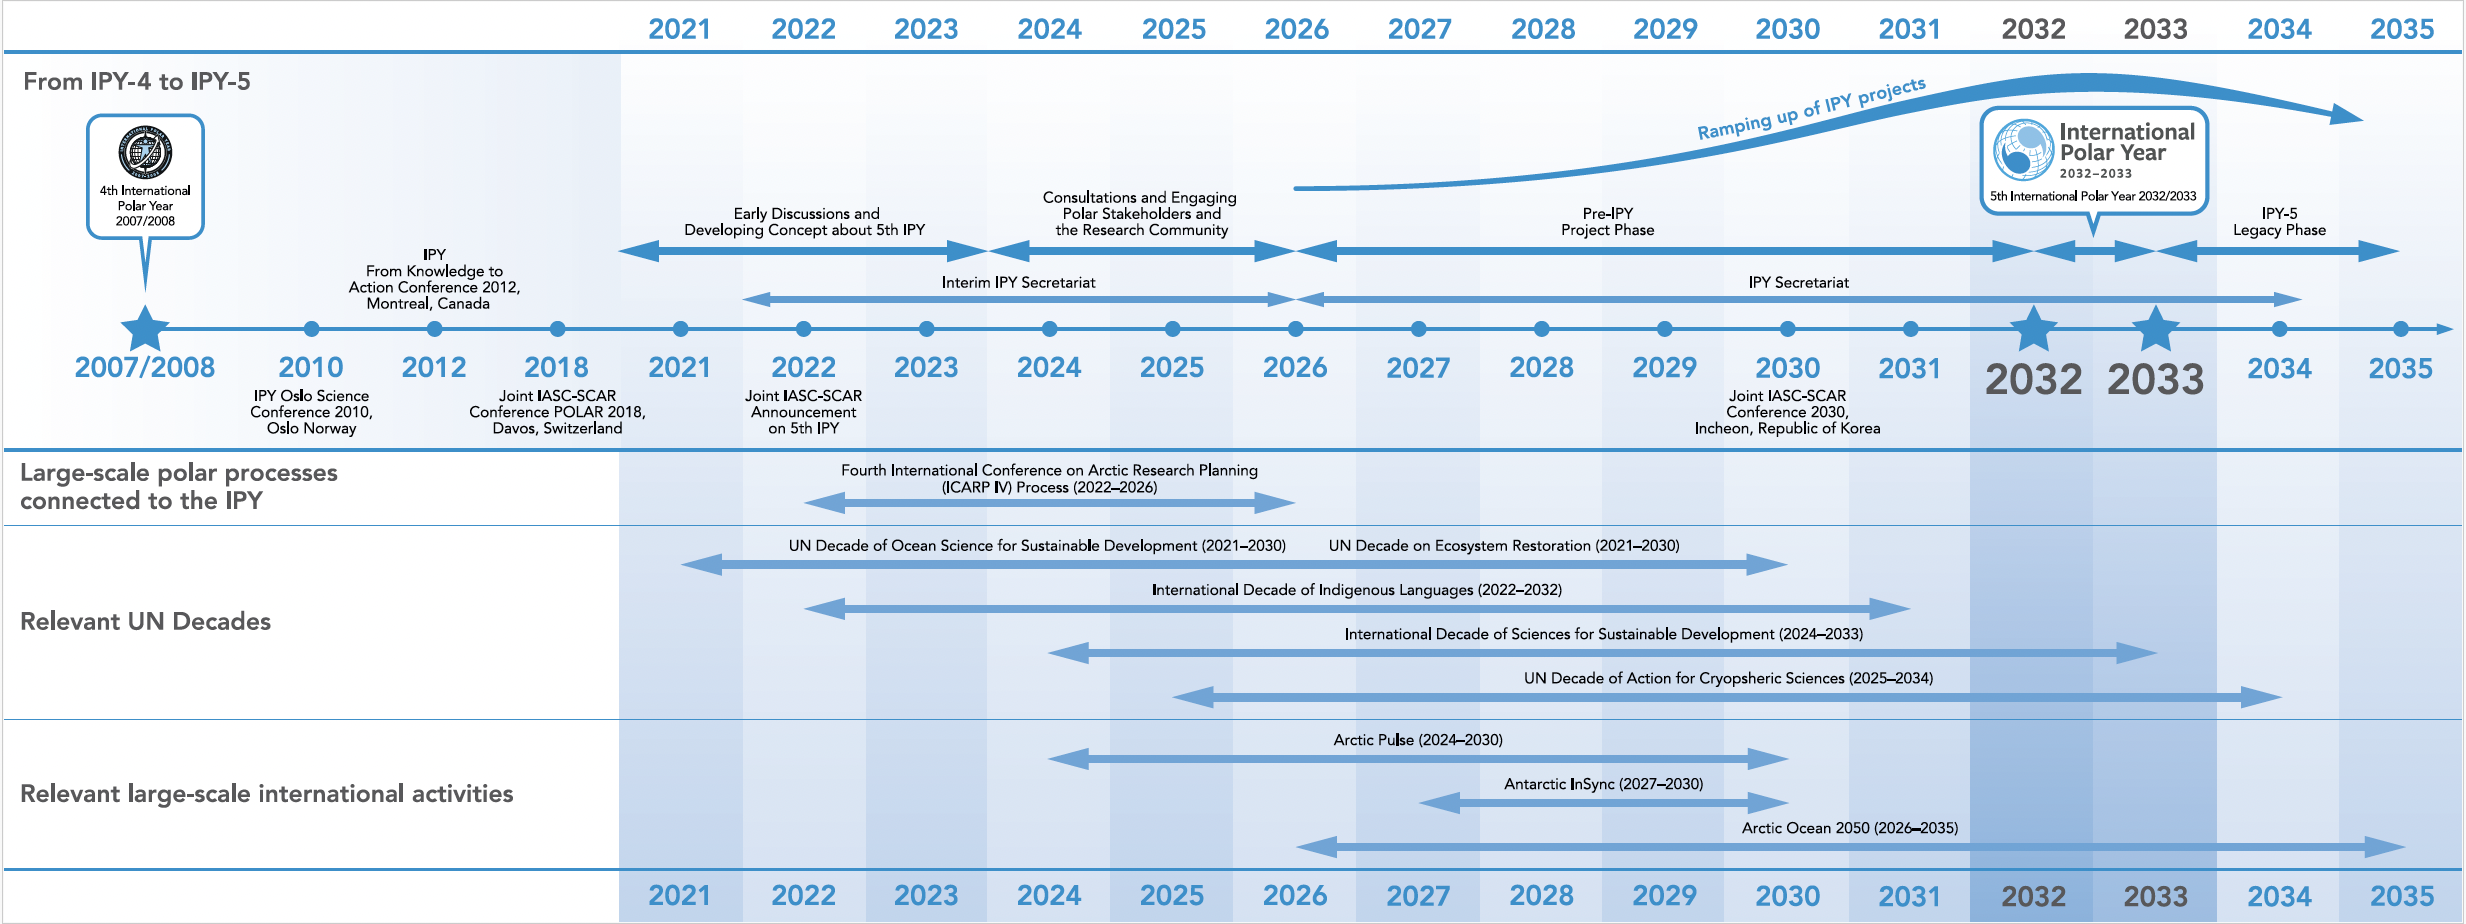 2021 2022 2023 2024 2025 2026 2027 2028 2029 2030 2031 2032 2033 2034 2035
From IPY-4 to IPY-5
4th International
Polar Year
2007/2008
IPY
From Knowledge to
Action Conference 2012,
Montreal, Canada
Early Discussions and
Developing Concept about 5th IPY
Consultations and Engaging
Polar Stakeholders and
the Research Community
Ramping up of IPY projects
Pre-IPY
Project Phase
International
Polar Year
2032–2033
5th International Polar Year 2032/2033
IPY-5
Legacy Phase
Interim IPY Secretariat
IPY Secretariat
2007/2008 2010 2012 2018 2021 2022 2023 2024 2025 2026 2027 2028 2029 2030 2031 2032 2033 2034 2035
IPY Oslo Science
Conference 2010,
Oslo Norway
Joint IASC-SCAR
Conference POLAR 2018,
Davos, Switzerland
Joint IASC-SCAR
Announcement
on 5th IPY
Joint IASC-SCAR
Conference 2030,
Incheon, Republic of Korea
Large-scale polar processes
connected to the IPY
Fourth International Conference on Arctic Research Planning
(ICARP IV) Process (2022–2026)
Relevant UN Decades
UN Decade of Ocean Science for Sustainable Development (2021–2030) UN Decade on Ecosystem Restoration (2021–2030)
International Decade of Indigenous Languages (2022–2032)
International Decade of Sciences for Sustainable Development (2024–2033)
UN Decade of Action for Cryopsheric Sciences (2025–2034)
Relevant large-scale international activities
Arctic Pulse (2024–2030)
Antarctic InSync (2027–2030)
Arctic Ocean 2050 (2026–2035)
2021 2022 2023 2024 2025 2026 2027 2028 2029 2030 2031 2032 2033 2034 2035